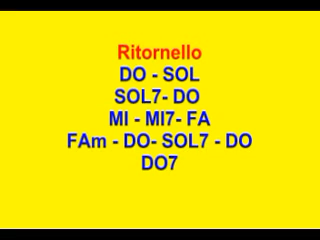 Ritornello
DO - SOL
SOL7- DO
MI - MI7- FA
FAm - DO- SOL7 - DO
DO7